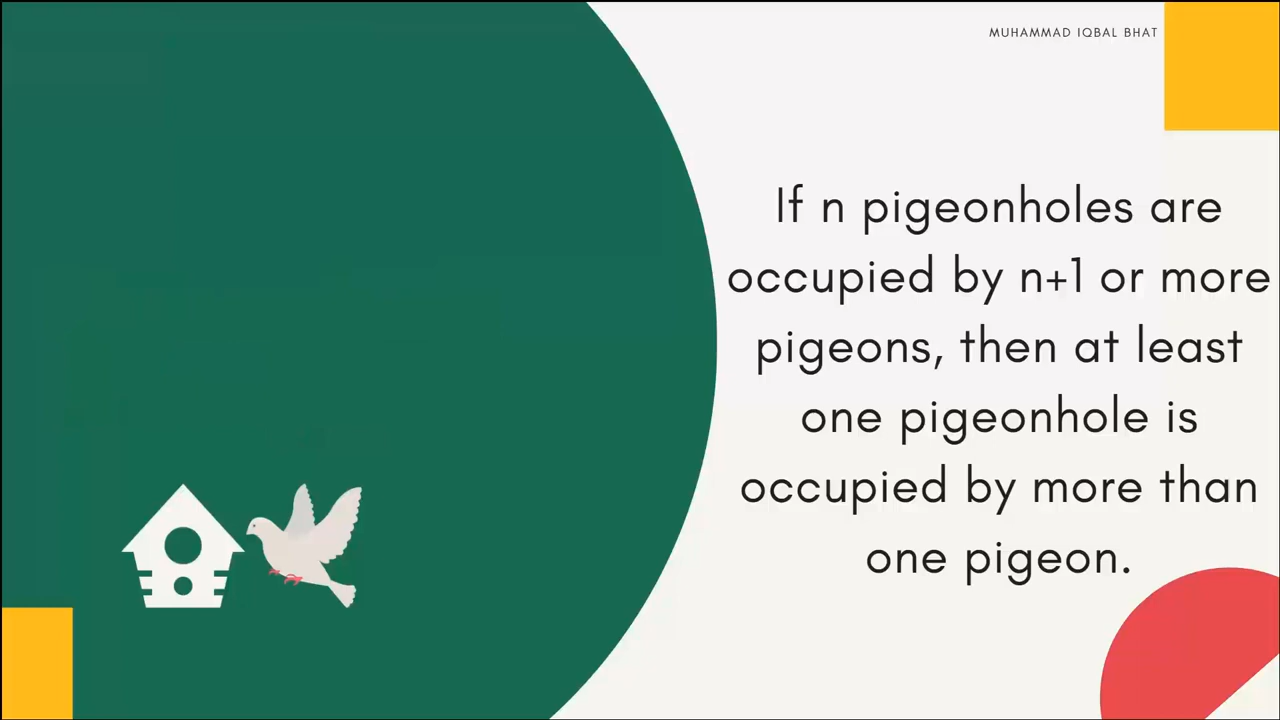 MUHAMMAD IQBAL BHAT
If n pigeonholes are
occupied by n+1 or more
pigeons, then at least
one pigeonhole is
occupied by more than
one pigeon.